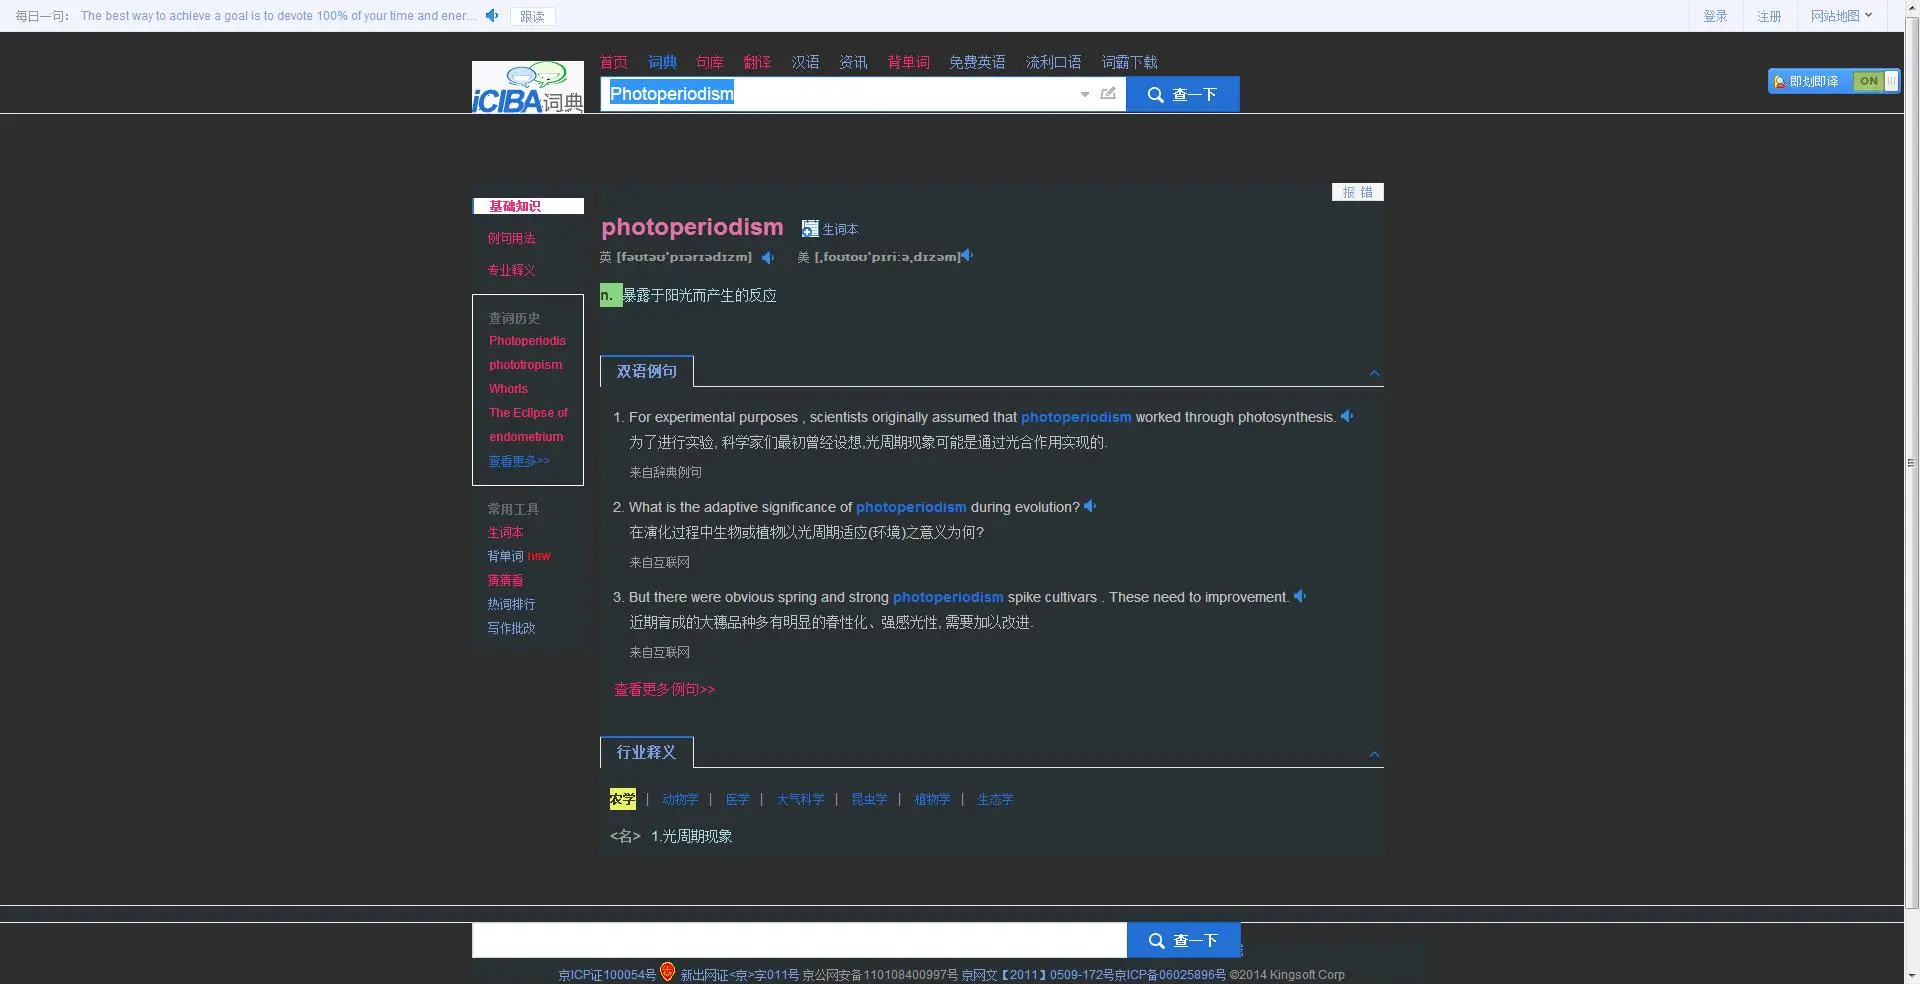 每日一句： The best way to achieve a goal is to devote 100% of your time and ener... 跟读 登录 注册 网站地图
首页 词典 句库 翻译 汉语 资讯 背单词 免费英语 流利口语 词霸下载
iCIBA词典 Photoperiodism 查一下
即划即译 ON
报 错
基础知识
例句用法
专业释义
查词历史
Photoperiodis
phototropism
Whorls
The Eclipse of
endometrium
查看更多>>
常用工具
生词本
背单词 new
猜猜看
热词排行
写作批改
photoperiodism 生词本
英 [fəʊtəʊ'pɪərɪədɪzm] 美 [ˌfoʊtoʊ'pɪri:əˌdɪzəm]
n. 暴露于阳光而产生的反应
双语例句
1. For experimental purposes , scientists originally assumed that photoperiodism worked through photosynthesis.
为了进行实验, 科学家们最初曾经设想,光周期现象可能是通过光合作用实现的.
来自辞典例句
2. What is the adaptive significance of photoperiodism during evolution?
在演化过程中生物或植物以光周期适应(环境)之意义为何?
来自互联网
3. But there were obvious spring and strong photoperiodism spike cultivars . These need to improvement.
近期育成的大穗品种多有明显的春性化、强感光性, 需要加以改进.
来自互联网
查看更多例句>>
行业释义
农学 | 动物学 | 医学 | 大气科学 | 昆虫学 | 植物学 | 生态学
<名> 1.光周期现象
查一下
京ICP证100054号 新出网证<京>字011号 京公网安备110108400997号 京网文【2011】0509-172号京ICP备06025896号 ©2014 Kingsoft Corp